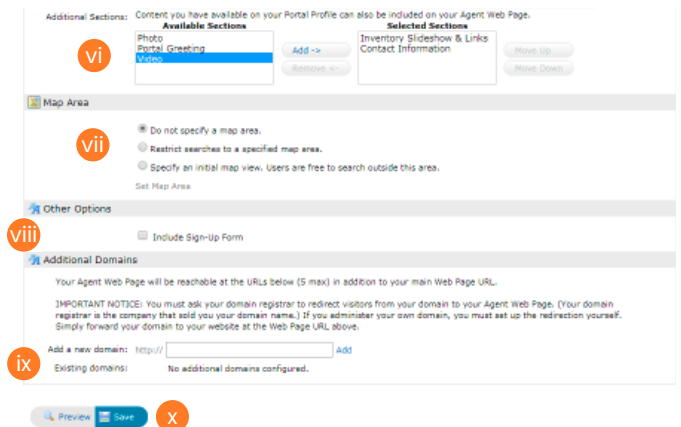 Additional Sections: Content you have available on your Portal Profile can also be included on your Agent Web Page.
Available Sections Selected Sections
Photo
Portal Greeting
Video
Inventory Slideshow & Links
Contact Information
Add ->
Remove <-
Move Up
Move Down
vi
Map Area
vii
Do not specify a map area.
Restrict searches to a specified map area.
Specify an initial map view. Users are free to search outside this area.
Set Map Area
Other Options
viii
Include Sign-Up Form
Additional Domains
Your Agent Web Page will be reachable at the URLs below (5 max) in addition to your main Web Page URL.
IMPORTANT NOTICE: You must ask your domain registrar to redirect visitors from your domain to your Agent Web Page. (Your domain
registrar is the company that sold you your domain name.) If you administer your own domain, you must set up the redirection yourself.
Simply forward your domain to your website at the Web Page URL above.
Add a new domain: http:// Add
ix
Existing domains: No additional domains configured.
Preview Save x